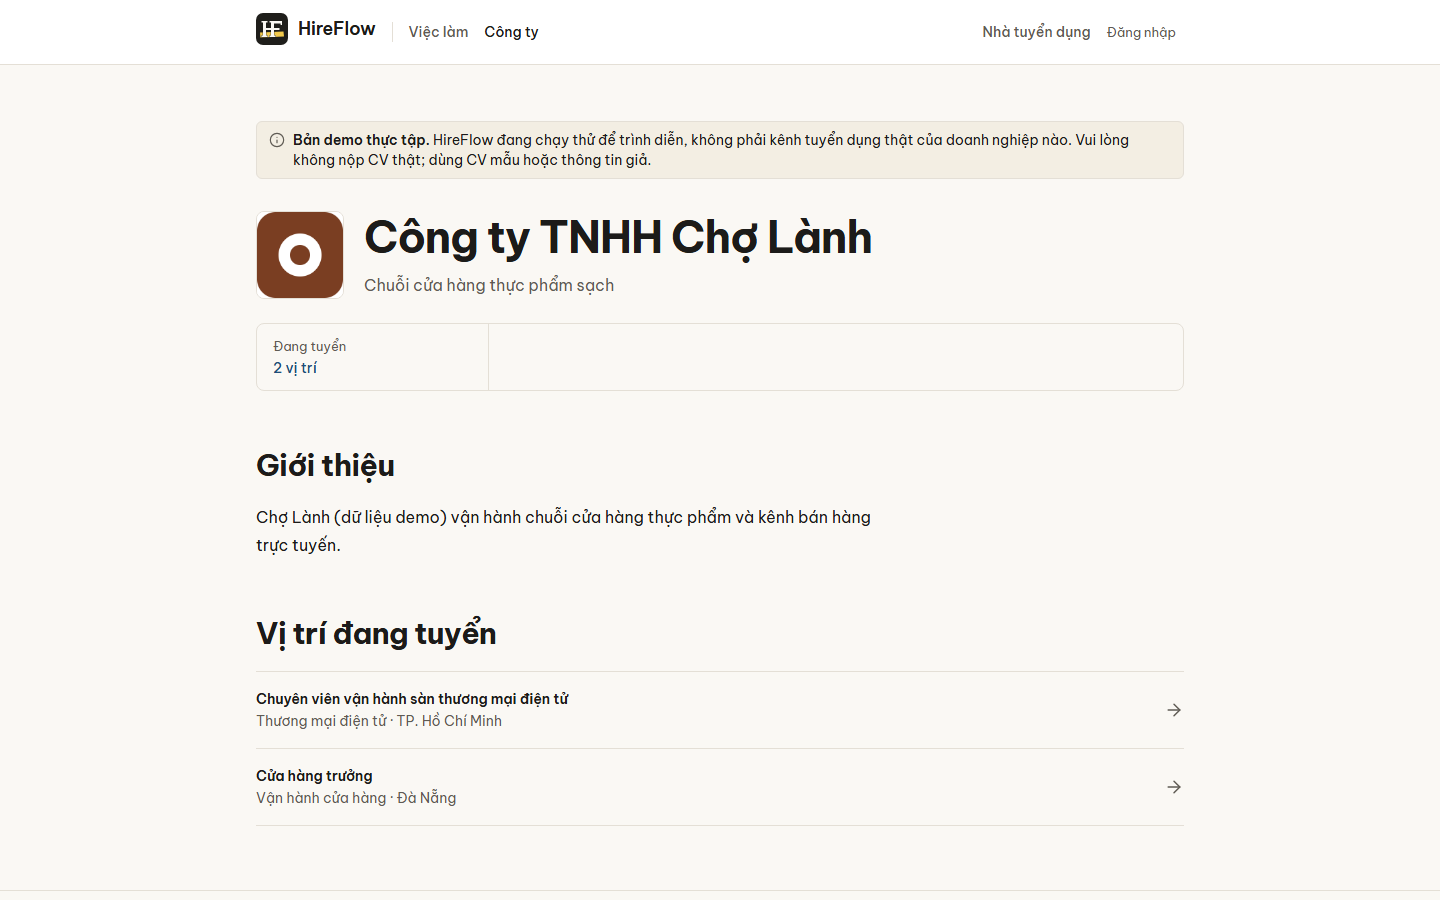 HF HireFlow Việc làm Công ty Nhà tuyển dụng Đăng nhập
Bản demo thực tập. HireFlow đang chạy thử để trình diễn, không phải kênh tuyển dụng thật của doanh nghiệp nào. Vui lòng
không nộp CV thật; dùng CV mẫu hoặc thông tin giả.
Công ty TNHH Chợ Lành
Chuỗi cửa hàng thực phẩm sạch
Đang tuyển
2 vị trí
Giới thiệu
Chợ Lành (dữ liệu demo) vận hành chuỗi cửa hàng thực phẩm và kênh bán hàng
trực tuyến.
Vị trí đang tuyển
Chuyên viên vận hành sàn thương mại điện tử
Thương mại điện tử · TP. Hồ Chí Minh
Cửa hàng trưởng
Vận hành cửa hàng · Đà Nẵng